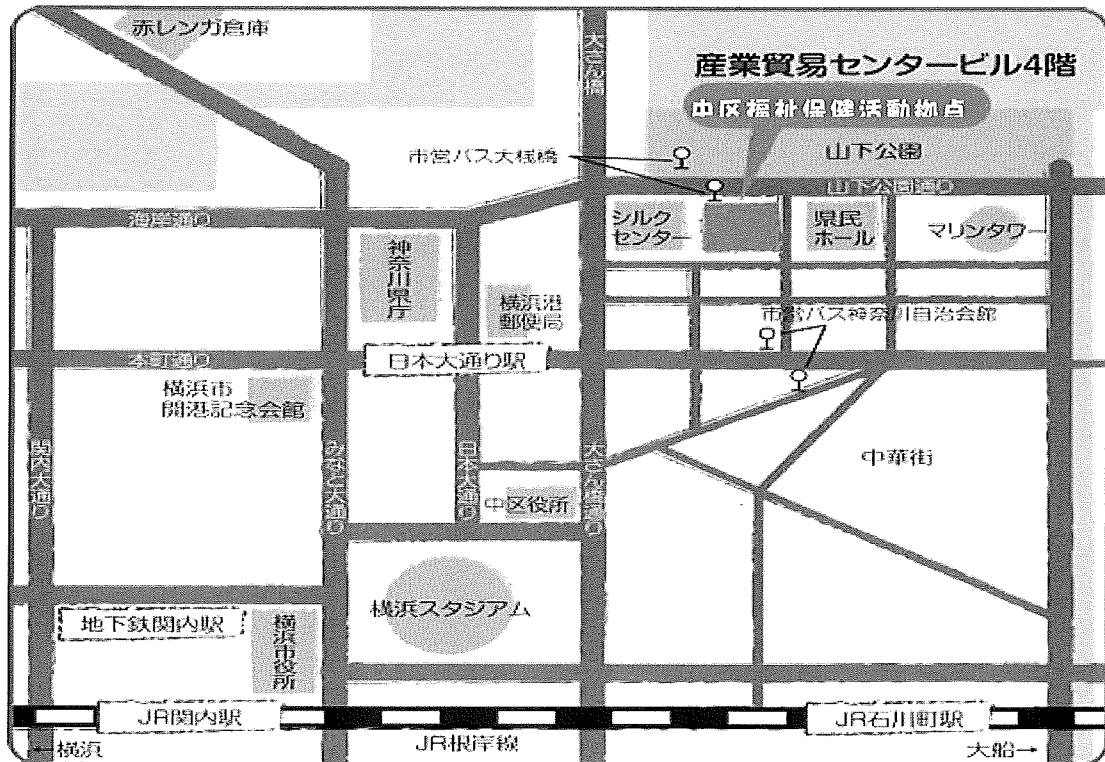 赤レンガ倉庫
大さん橋
産業貿易センタービル4階
中区福祉保健活動拠点
市営バス大桟橋
山下公園
山下公園通り
海岸通り
シルク
センター
県民
ホール
マリンタワー
神奈川県庁
横浜港
郵便局
市営バス神奈川自治会館
本町通り
日本大通り駅
横浜市
開港記念会館
関内大通り
みなと大通り
日本大通り
大さん橋通り
中華街
中区役所
横浜スタジアム
地下鉄関内駅
横浜市役所
JR関内駅
JR石川町駅
←横浜
JR根岸線
大船→